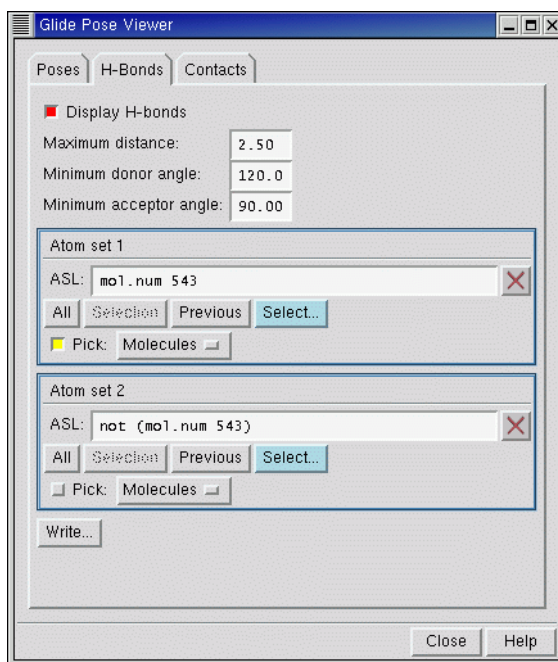 Glide Pose Viewer
Poses H-Bonds Contacts
Display H-bonds
Maximum distance: 2.50
Minimum donor angle: 120.0
Minimum acceptor angle: 90.00
Atom set 1
ASL: mol.num 543
All Selection Previous Select...
Pick: Molecules
Atom set 2
ASL: not (mol.num 543)
All Selection Previous Select...
Pick: Molecules
Write...
Close Help